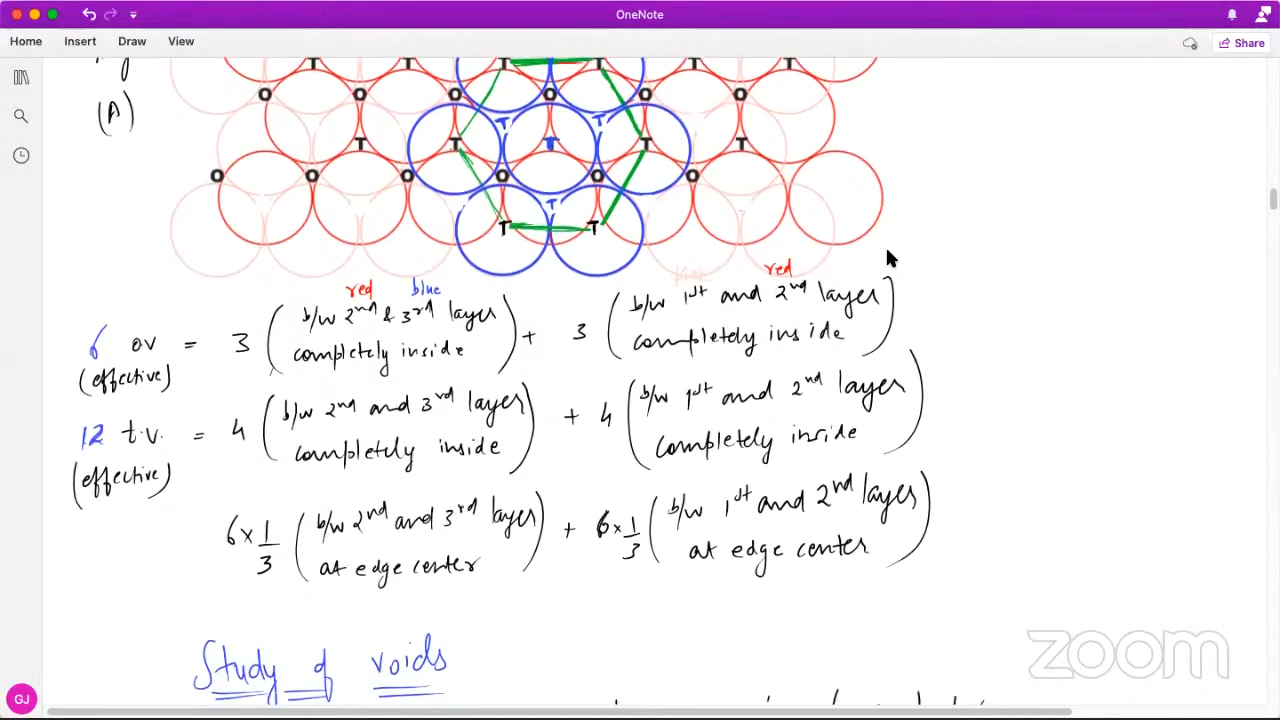 OneNote
Home Insert Draw View
Share
T T T T T T
(A)
O O O O O O
T T
T T T T T T
O O O O O O
T
T T
red blue red
6 ov = 3 (b/w 2nd & 3rd layer completely inside) + 3 (b/w 1st and 2nd layer completely inside)
(effective)
12 t.v. = 4 (b/w 2nd and 3rd layer completely inside) + 4 (b/w 1st and 2nd layer completely inside)
(effective)
6 × 1/3 (b/w 2nd and 3rd layer at edge center) + 6 × 1/3 (b/w 1st and 2nd layer at edge center)
Study of voids
zoom
GJ